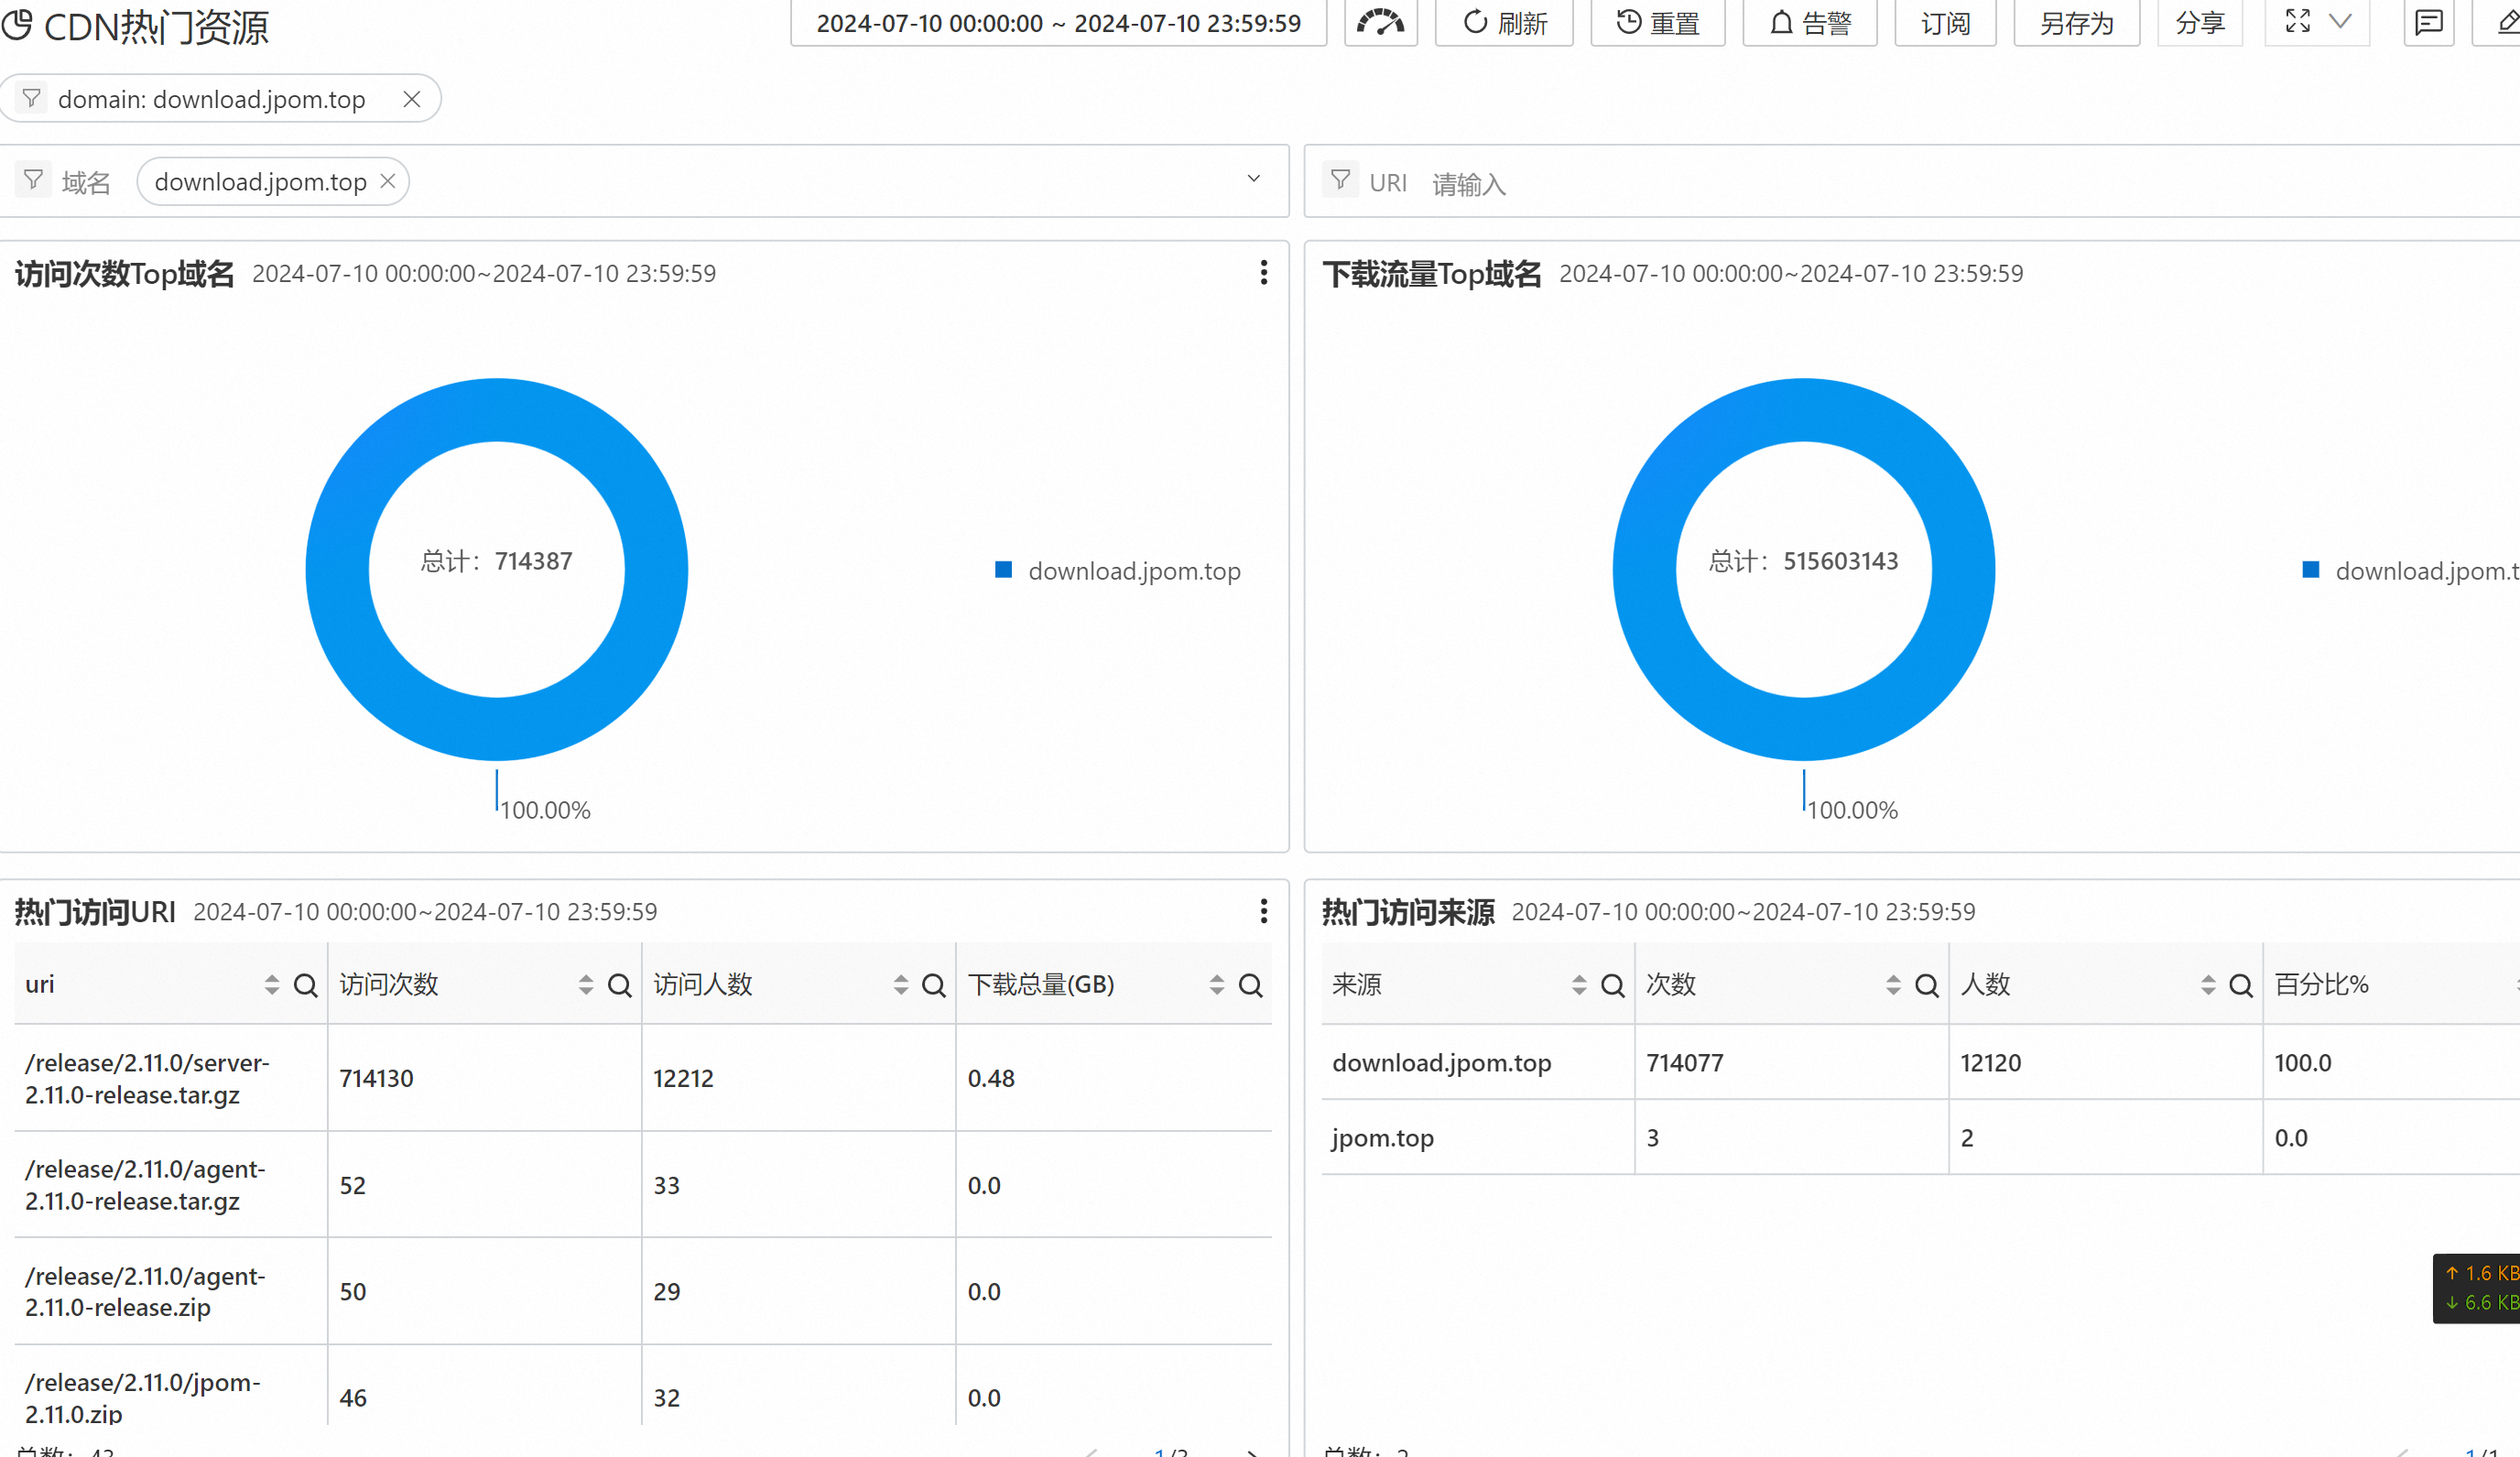 CDN热门资源
2024-07-10 00:00:00 ~ 2024-07-10 23:59:59
刷新
重置
告警
订阅
另存为
分享
domain: download.jpom.top
域名 download.jpom.top
URI 请输入
访问次数Top域名 2024-07-10 00:00:00~2024-07-10 23:59:59
总计： 714387
download.jpom.top
100.00%
下载流量Top域名 2024-07-10 00:00:00~2024-07-10 23:59:59
总计： 515603143
download.jpom.t
100.00%
热门访问URI 2024-07-10 00:00:00~2024-07-10 23:59:59
uri 访问次数 访问人数 下载总量(GB)
/release/2.11.0/server-
2.11.0-release.tar.gz
714130 12212 0.48
/release/2.11.0/agent-
2.11.0-release.tar.gz
52 33 0.0
/release/2.11.0/agent-
2.11.0-release.zip
50 29 0.0
/release/2.11.0/jpom-
2.11.0.zip
46 32 0.0
总数： 43
1/3
热门访问来源 2024-07-10 00:00:00~2024-07-10 23:59:59
来源 次数 人数 百分比%
download.jpom.top 714077 12120 100.0
jpom.top 3 2 0.0
↑ 1.6 KB
↓ 6.6 KB
总数： 2
1/1